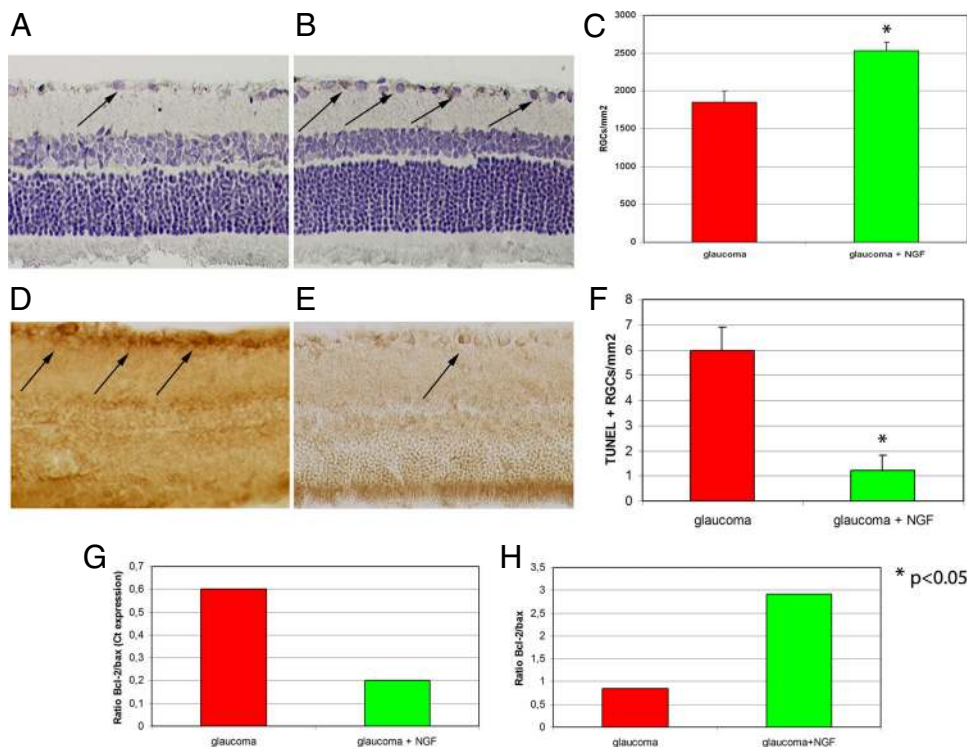 A
B
C
RGCs/mm2
3000
2500
2000
1500
1000
500
0
*
glaucoma
glaucoma + NGF
D
E
F
TUNEL + RGCs/mm2
8
7
6
5
4
3
2
1
0
*
glaucoma
glaucoma + NGF
G
Ratio Bcl-2/bax (Ct expression)
0,7
0,6
0,5
0,4
0,3
0,2
0,1
0
glaucoma
glaucoma + NGF
H
Ratio Bcl-2/bax
3,5
3
2,5
2
1,5
1
0,5
0
glaucoma
glaucoma+NGF
* p<0.05